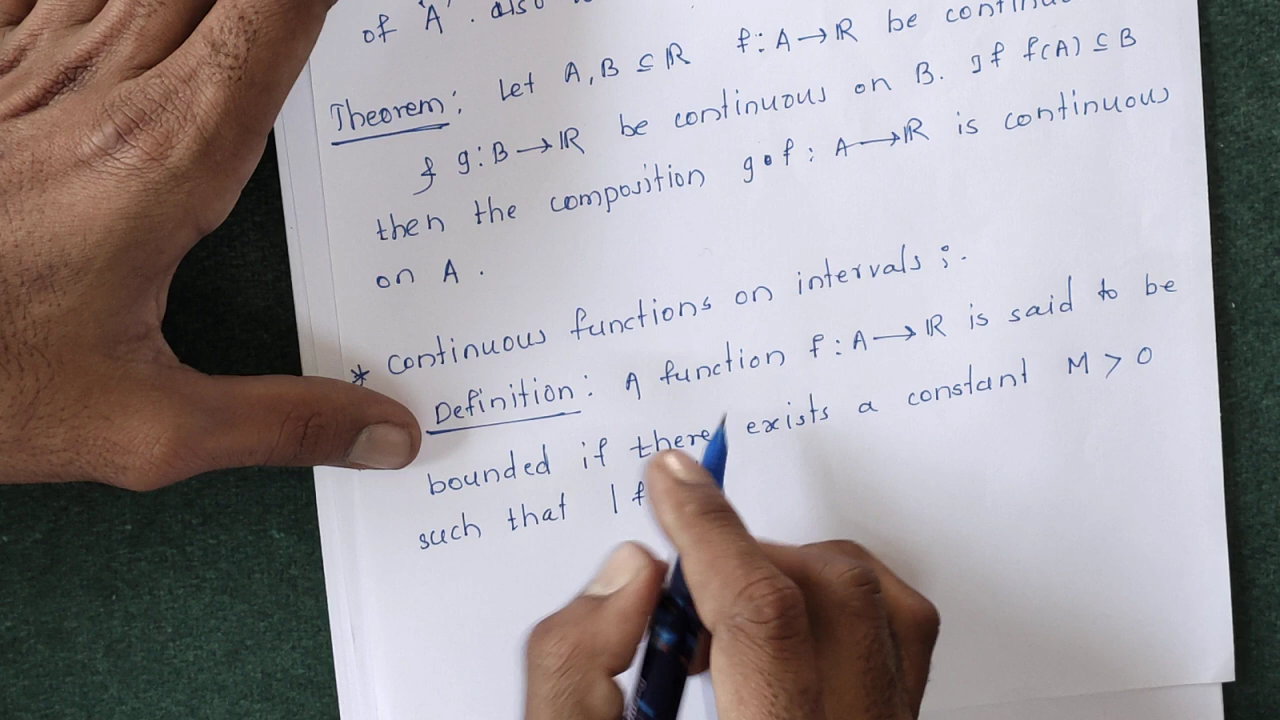 of 'A'. also
Theorem: Let A, B ⊆ ℝ f: A → ℝ be
& g: B → ℝ be continuous on B. If f(A) ⊆ B
then the composition g∘f: A → ℝ is continuous
on A.
* continuous functions on intervals:.
Definition: A function f: A → ℝ is said to be
bounded if there exists a constant M > 0
such that | f